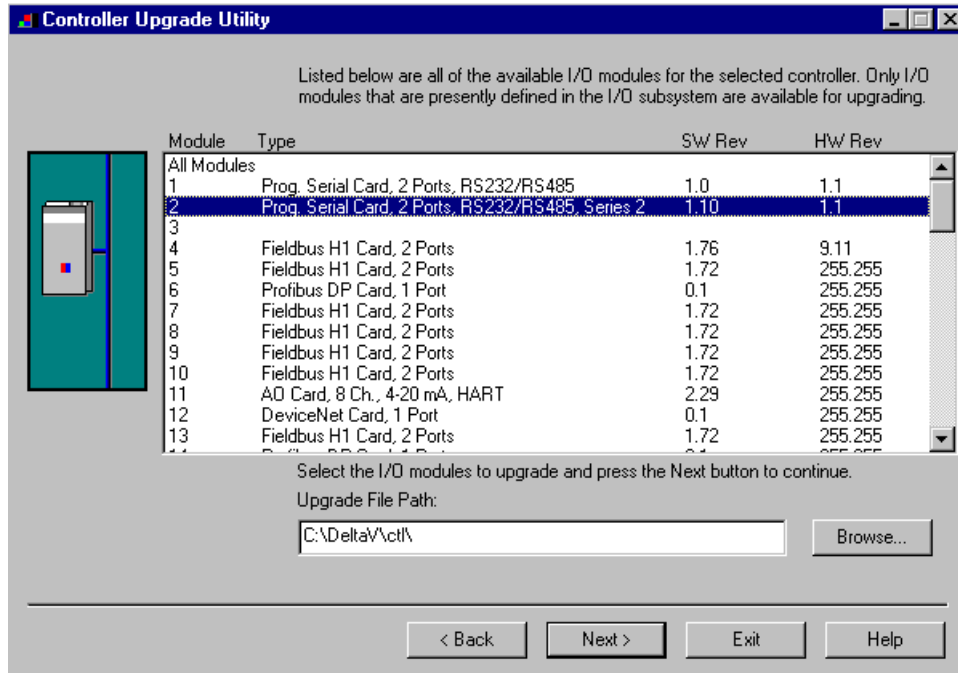 Controller Upgrade Utility
Listed below are all of the available I/O modules for the selected controller. Only I/O
modules that are presently defined in the I/O subsystem are available for upgrading.
Module Type SW Rev HW Rev
All Modules
1 Prog. Serial Card, 2 Ports, RS232/RS485 1.0 1.1
2 Prog. Serial Card, 2 Ports, RS232/RS485, Series 2 1.10 1.1
3
4 Fieldbus H1 Card, 2 Ports 1.76 9.11
5 Fieldbus H1 Card, 2 Ports 1.72 255.255
6 Profibus DP Card, 1 Port 0.1 255.255
7 Fieldbus H1 Card, 2 Ports 1.72 255.255
8 Fieldbus H1 Card, 2 Ports 1.72 255.255
9 Fieldbus H1 Card, 2 Ports 1.72 255.255
10 Fieldbus H1 Card, 2 Ports 1.72 255.255
11 AO Card, 8 Ch., 4-20 mA, HART 2.29 255.255
12 DeviceNet Card, 1 Port 0.1 255.255
13 Fieldbus H1 Card, 2 Ports 1.72 255.255
Select the I/O modules to upgrade and press the Next button to continue.
Upgrade File Path:
C:\DeltaV\ctl\
Browse...
< Back Next > Exit Help